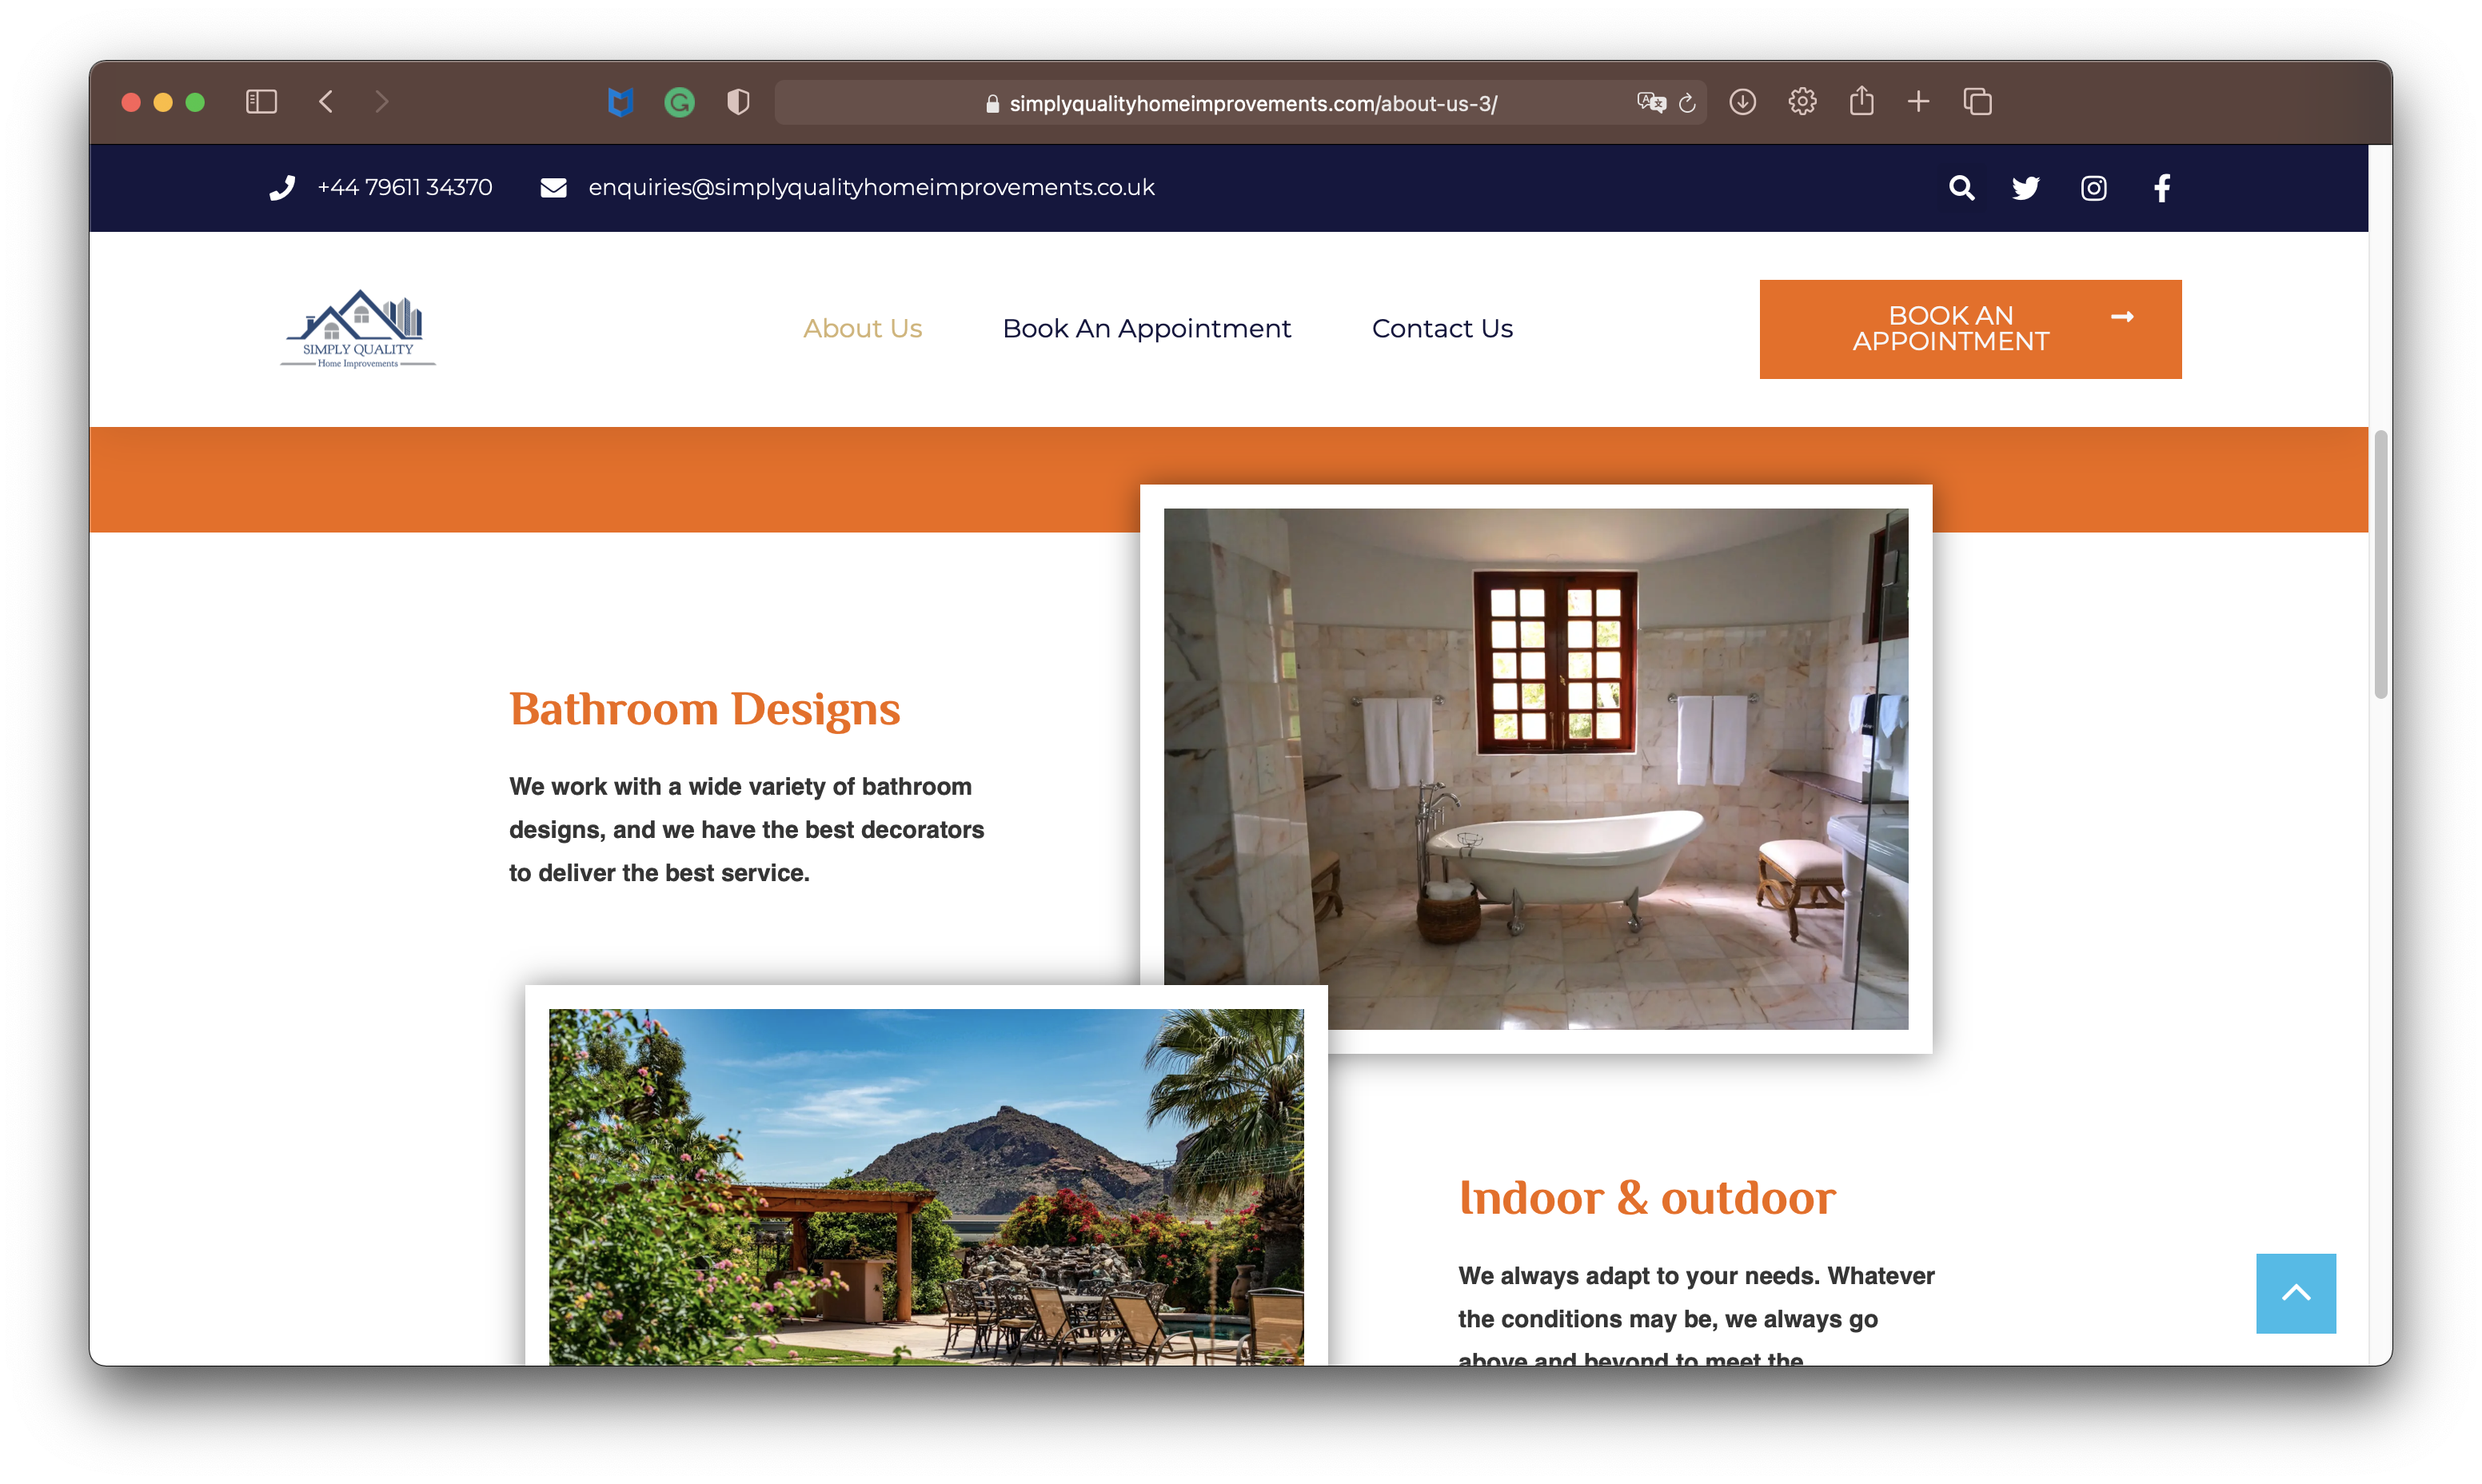 simplyqualityhomeimprovements.com/about-us-3/
+44 79611 34370
enquiries@simplyqualityhomeimprovements.co.uk
SIMPLY QUALITY
Home Improvements
About Us
Book An Appointment
Contact Us
BOOK AN
APPOINTMENT
Bathroom Designs
We work with a wide variety of bathroom
designs, and we have the best decorators
to deliver the best service.
Indoor & outdoor
We always adapt to your needs. Whatever
the conditions may be, we always go
above and beyond to meet the